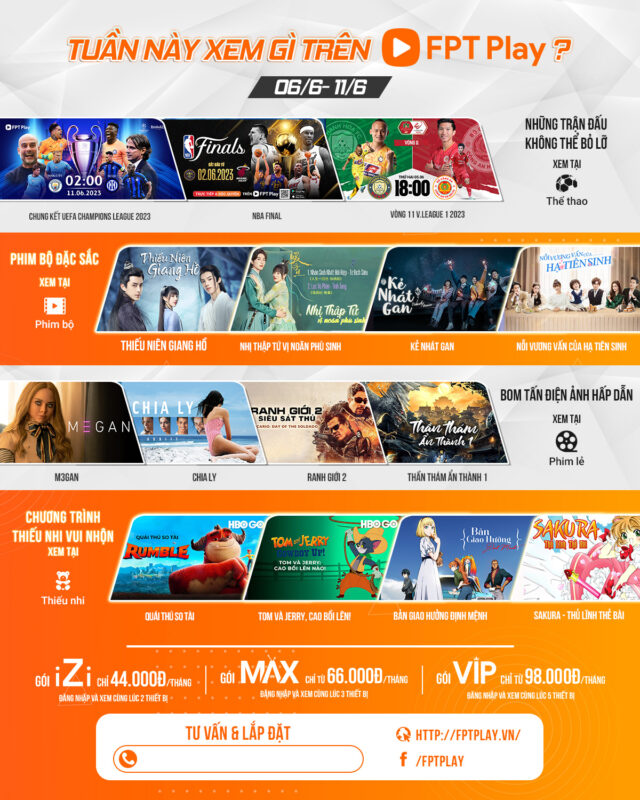 TUẦN NÀY XEM GÌ TRÊN FPT Play ?
06/6- 11/6
FPT Play
02:00
11.06.2023
CHUNG KẾT UEFA CHAMPIONS LEAGUE 2023
NBA
Finals
02.06.2023
NBA FINAL
VÒNG 11
18:00
VÒNG 11 V.LEAGUE 1 2023
NHỮNG TRẬN ĐẤU
KHÔNG THỂ BỎ LỠ
XEM TẠI
Thể thao
PHIM BỘ ĐẶC SẮC
XEM TẠI
Phim bộ
Thiếu Niên
Giang Hồ
THIẾU NIÊN GIANG HỒ
Nhị Thập Tứ
vị noãn phù sinh
NHỊ THẬP TỨ VỊ NOÃN PHÙ SINH
Kẻ
Nhát
Gan
KẺ NHÁT GAN
NỖI VƯƠNG VẤN CỦA
HẠ TIÊN SINH
NỖI VƯƠNG VẤN CỦA HẠ TIÊN SINH
M3GAN
M3GAN
CHIA LY
CHIA LY
RANH GIỚI 2
SIÊU SÁT THỦ
SICARIO: DAY OF THE SOLDADO
RANH GIỚI 2
Thần Thám
Ẩn Thành 1
THẦN THÁM ẨN THÀNH 1
BOM TẤN ĐIỆN ẢNH HẤP DẪN
XEM TẠI
Phim lẻ
CHƯƠNG TRÌNH
THIẾU NHI VUI NHỘN
XEM TẠI
Thiếu nhi
HBO GO
QUÁI THÚ SO TÀI
RUMBLE
QUÁI THÚ SO TÀI
HBO GO
TOM AND JERRY
COWBOY UP!
TOM VÀ JERRY:
CAO BỒI LÊN NÀO!
TOM VÀ JERRY, CAO BỒI LÊN!
Bản
Giao Hưởng
BẢN GIAO HƯỞNG ĐỊNH MỆNH
SAKURA
SAKURA - THỦ LĨNH THẺ BÀI
GÓI iZi CHỈ 44.000Đ/THÁNG
ĐĂNG NHẬP VÀ XEM CÙNG LÚC 2 THIẾT BỊ
GÓI MAX CHỈ TỪ 66.000Đ/THÁNG
ĐĂNG NHẬP VÀ XEM CÙNG LÚC 3 THIẾT BỊ
GÓI VIP CHỈ TỪ 98.000Đ/THÁNG
ĐĂNG NHẬP VÀ XEM CÙNG LÚC 5 THIẾT BỊ
TƯ VẤN & LẮP ĐẶT
HTTP://FPTPLAY.VN/
/FPTPLAY